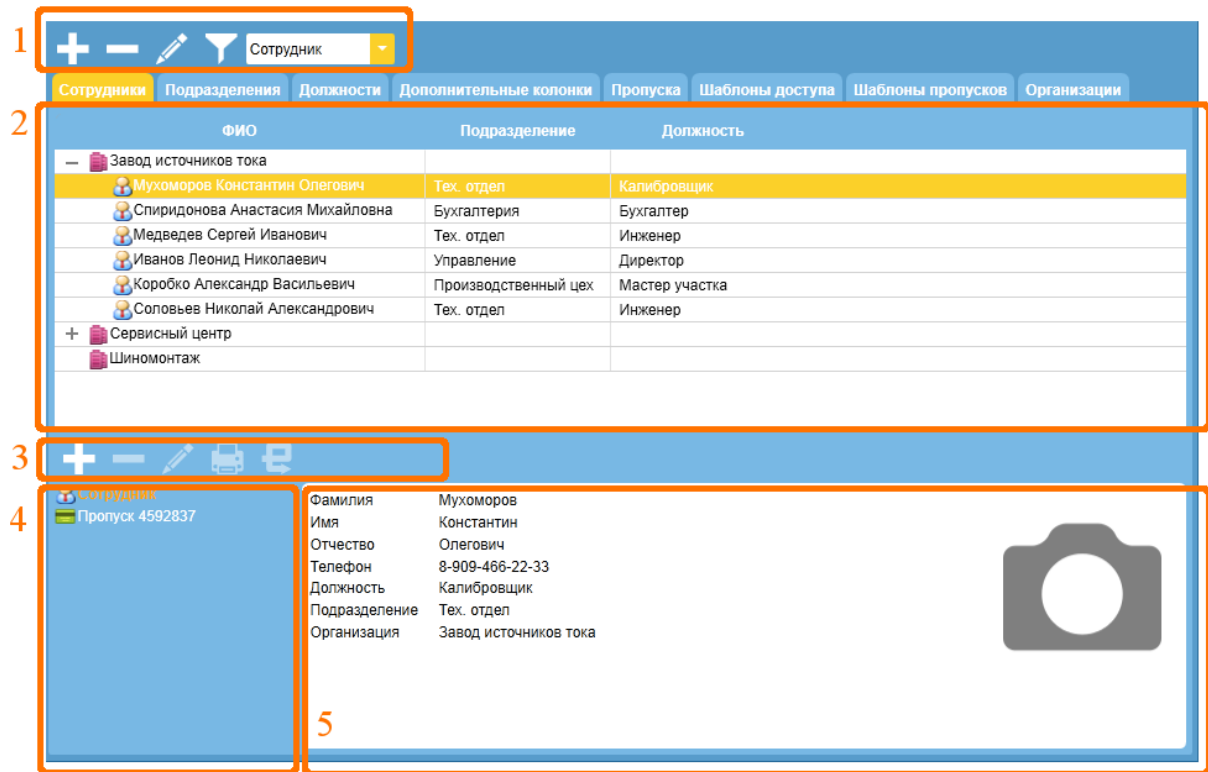 1
Сотрудник
Сотрудники Подразделения Должности Дополнительные колонки Пропуска Шаблоны доступа Шаблоны пропусков Организации
2
ФИО Подразделение Должность
Завод источников тока
Мухоморов Константин Олегович Тех. отдел Калибровщик
Спиридонова Анастасия Михайловна Бухгалтерия Бухгалтер
Медведев Сергей Иванович Тех. отдел Инженер
Иванов Леонид Николаевич Управление Директор
Коробко Александр Васильевич Производственный цех Мастер участка
Соловьев Николай Александрович Тех. отдел Инженер
Сервисный центр
Шиномонтаж
3
4
Сотрудник
Пропуск 4592837
Фамилия Мухоморов
Имя Константин
Отчество Олегович
Телефон 8-909-466-22-33
Должность Калибровщик
Подразделение Тех. отдел
Организация Завод источников тока
5